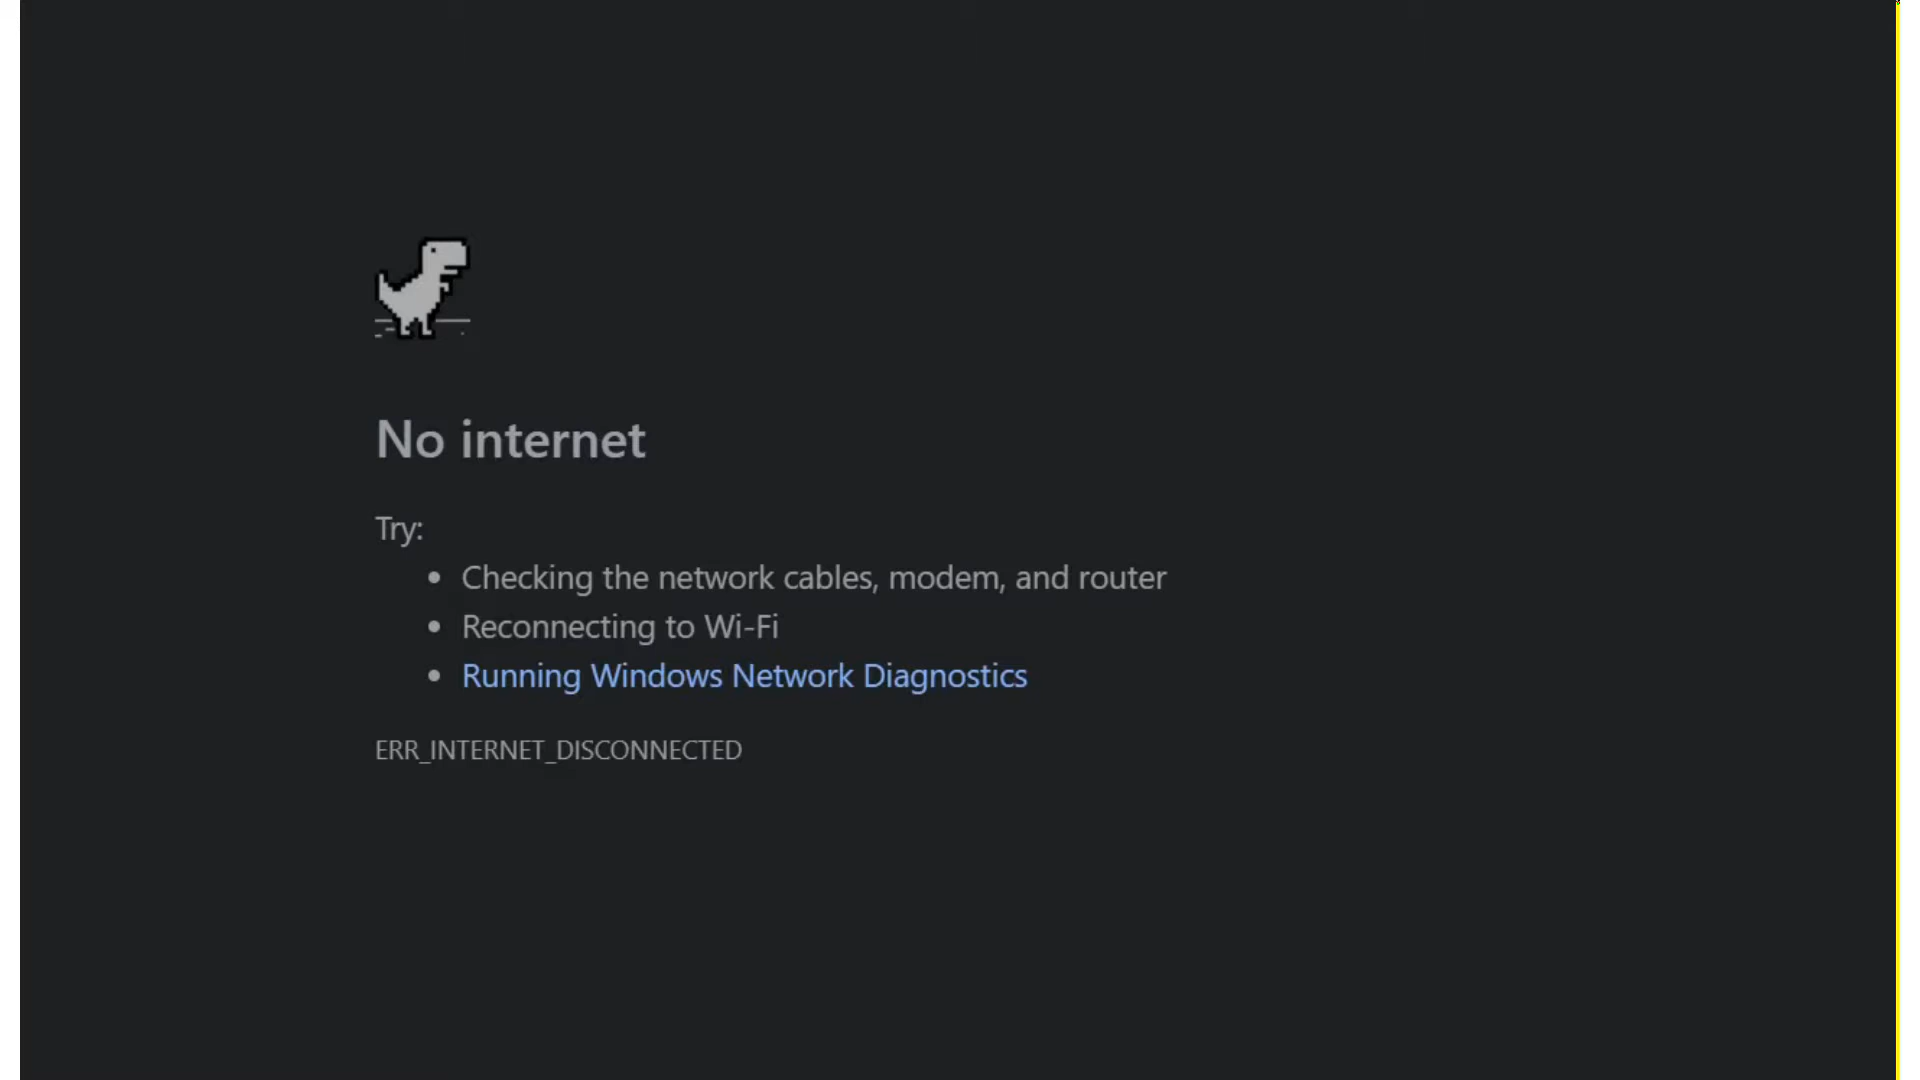 No internet
Try:
Checking the network cables, modem, and router
Reconnecting to Wi-Fi
Running Windows Network Diagnostics
ERR_INTERNET_DISCONNECTED